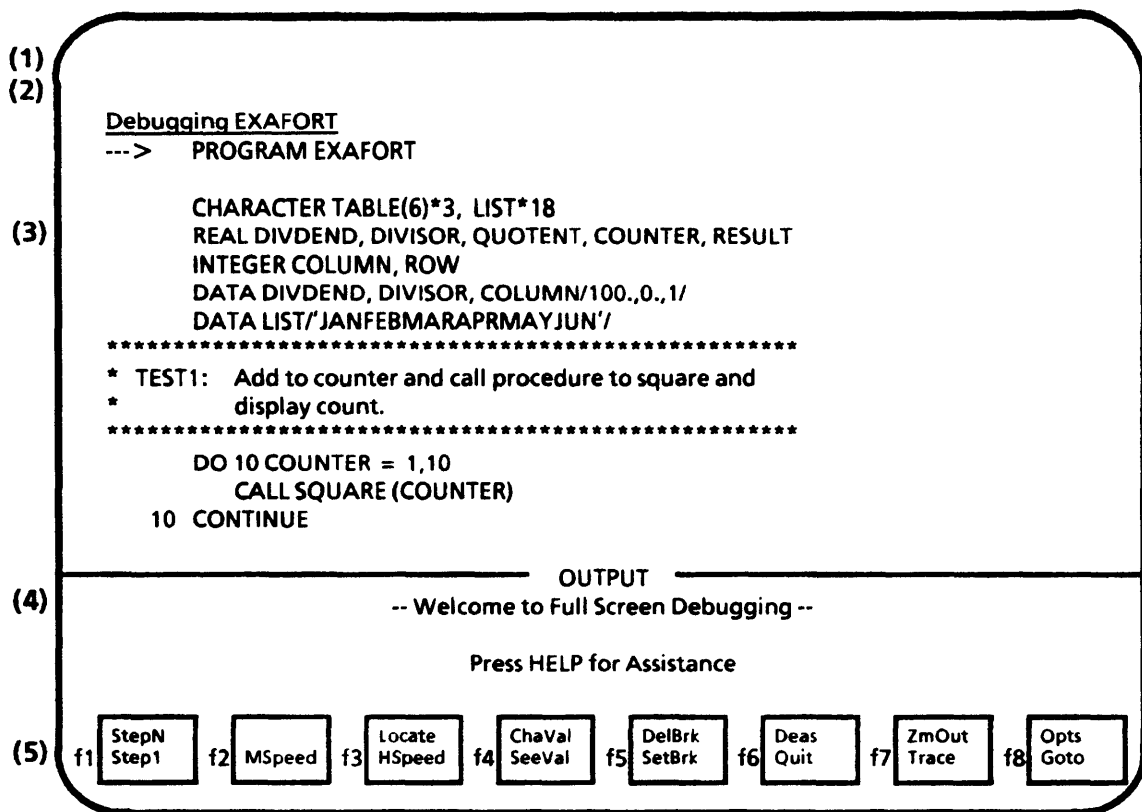 (1)
(2)
Debugging EXAFORT
---> PROGRAM EXAFORT
CHARACTER TABLE(6)*3, LIST*18
(3) REAL DIVDEND, DIVISOR, QUOTENT, COUNTER, RESULT
INTEGER COLUMN, ROW
DATA DIVDEND, DIVISOR, COLUMN/100.,0.,1/
DATA LIST/'JANFEBMARAPRMAYJUN'/
****************************************************
* TEST1: Add to counter and call procedure to square and
* display count.
****************************************************
DO 10 COUNTER = 1,10
CALL SQUARE (COUNTER)
10 CONTINUE
OUTPUT
(4) -- Welcome to Full Screen Debugging --
Press HELP for Assistance
StepN Locate ChaVal DelBrk Deas ZmOut Opts
(5) f1 Step1 f2 MSpeed f3 HSpeed f4 SeeVal f5 SetBrk f6 Quit f7 Trace f8 Goto